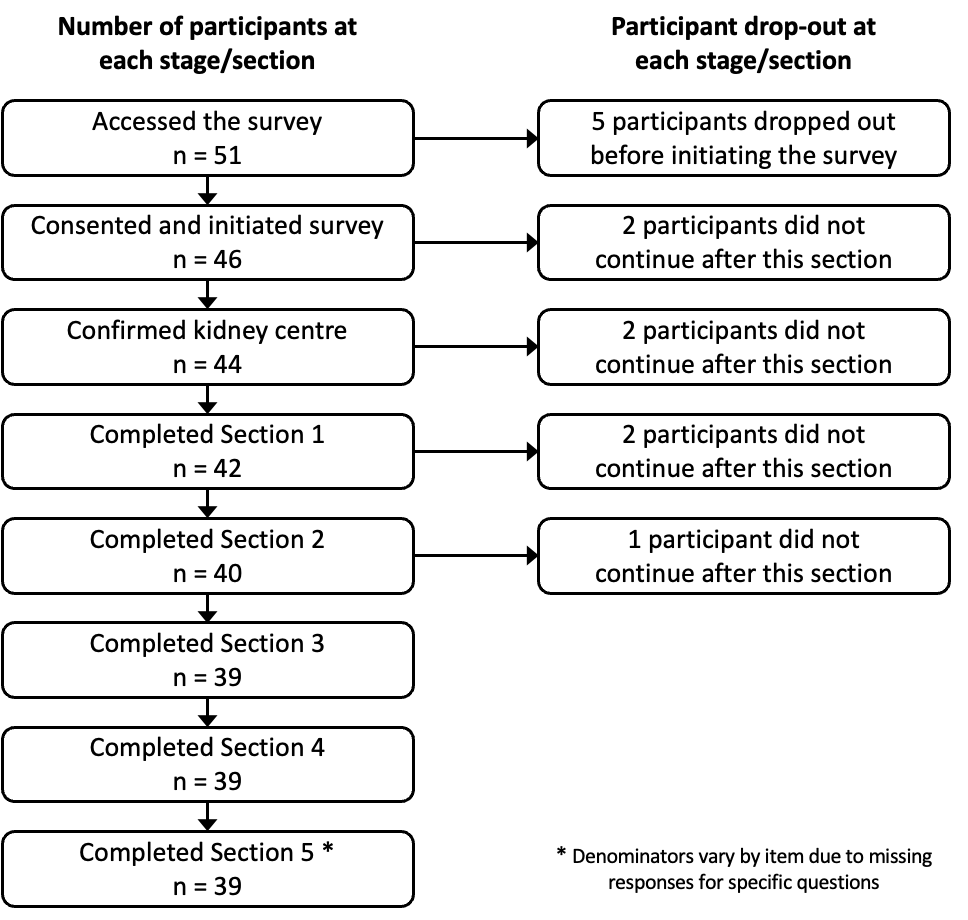 Number of participants at
each stage/section
Participant drop-out at
each stage/section
Accessed the survey
n = 51
5 participants dropped out
before initiating the survey
Consented and initiated survey
n = 46
2 participants did not
continue after this section
Confirmed kidney centre
n = 44
2 participants did not
continue after this section
Completed Section 1
n = 42
2 participants did not
continue after this section
Completed Section 2
n = 40
1 participant did not
continue after this section
Completed Section 3
n = 39
Completed Section 4
n = 39
Completed Section 5 *
n = 39
* Denominators vary by item due to missing
responses for specific questions